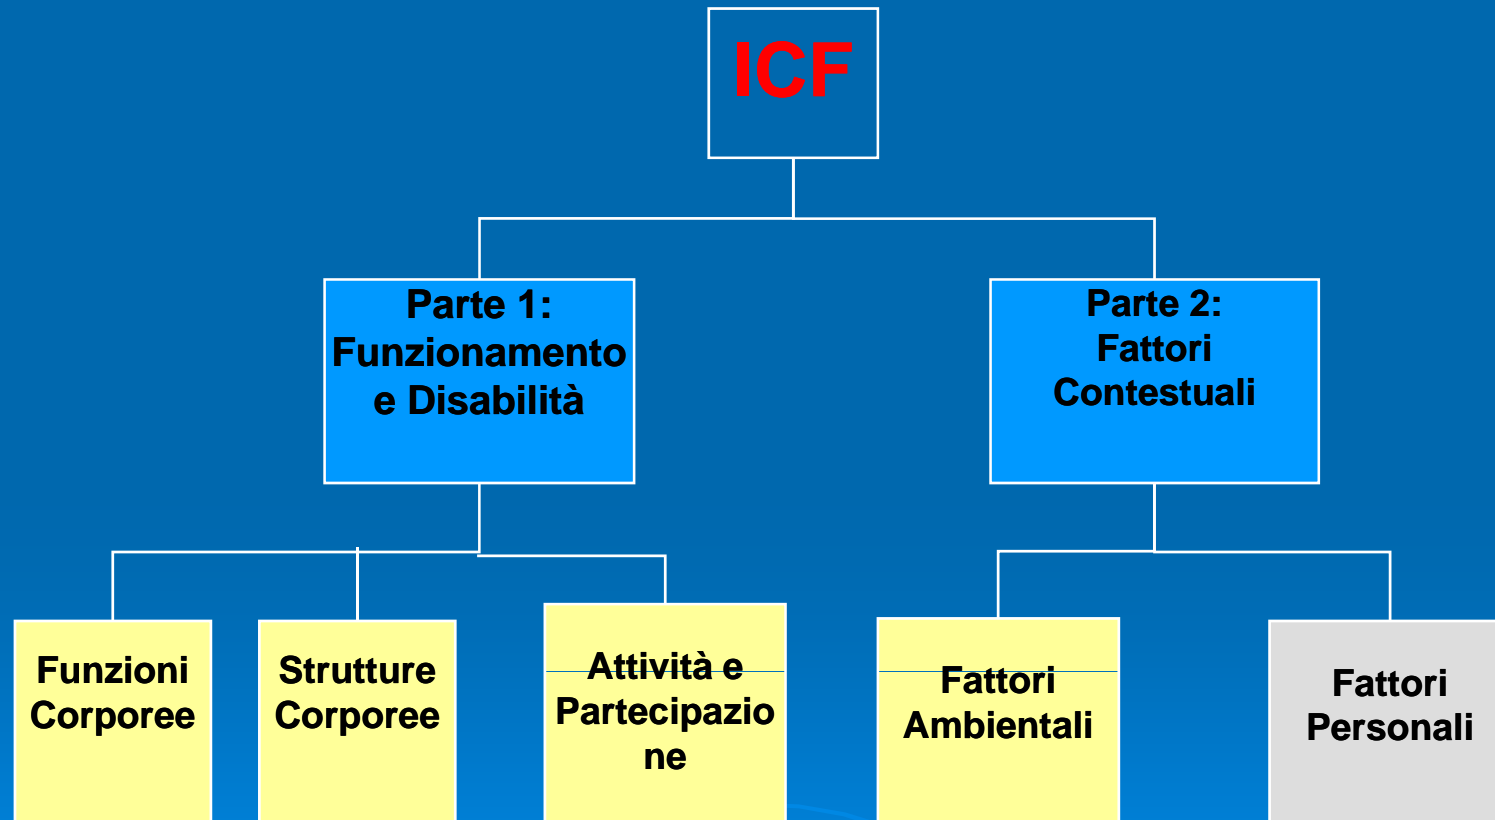 ICF
Parte 1:
Funzionamento
e Disabilità
Parte 2:
Fattori
Contestuali
Funzioni
Corporee
Strutture
Corporee
Attività e
Partecipazio
ne
Fattori
Ambientali
Fattori
Personali